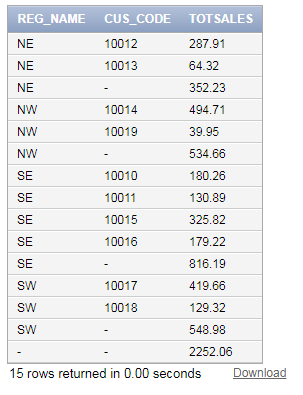 REG_NAME CUS_CODE TOTSALES
NE 10012 287.91
NE 10013 64.32
NE - 352.23
NW 10014 494.71
NW 10019 39.95
NW - 534.66
SE 10010 180.26
SE 10011 130.89
SE 10015 325.82
SE 10016 179.22
SE - 816.19
SW 10017 419.66
SW 10018 129.32
SW - 548.98
- - 2252.06
15 rows returned in 0.00 seconds Download